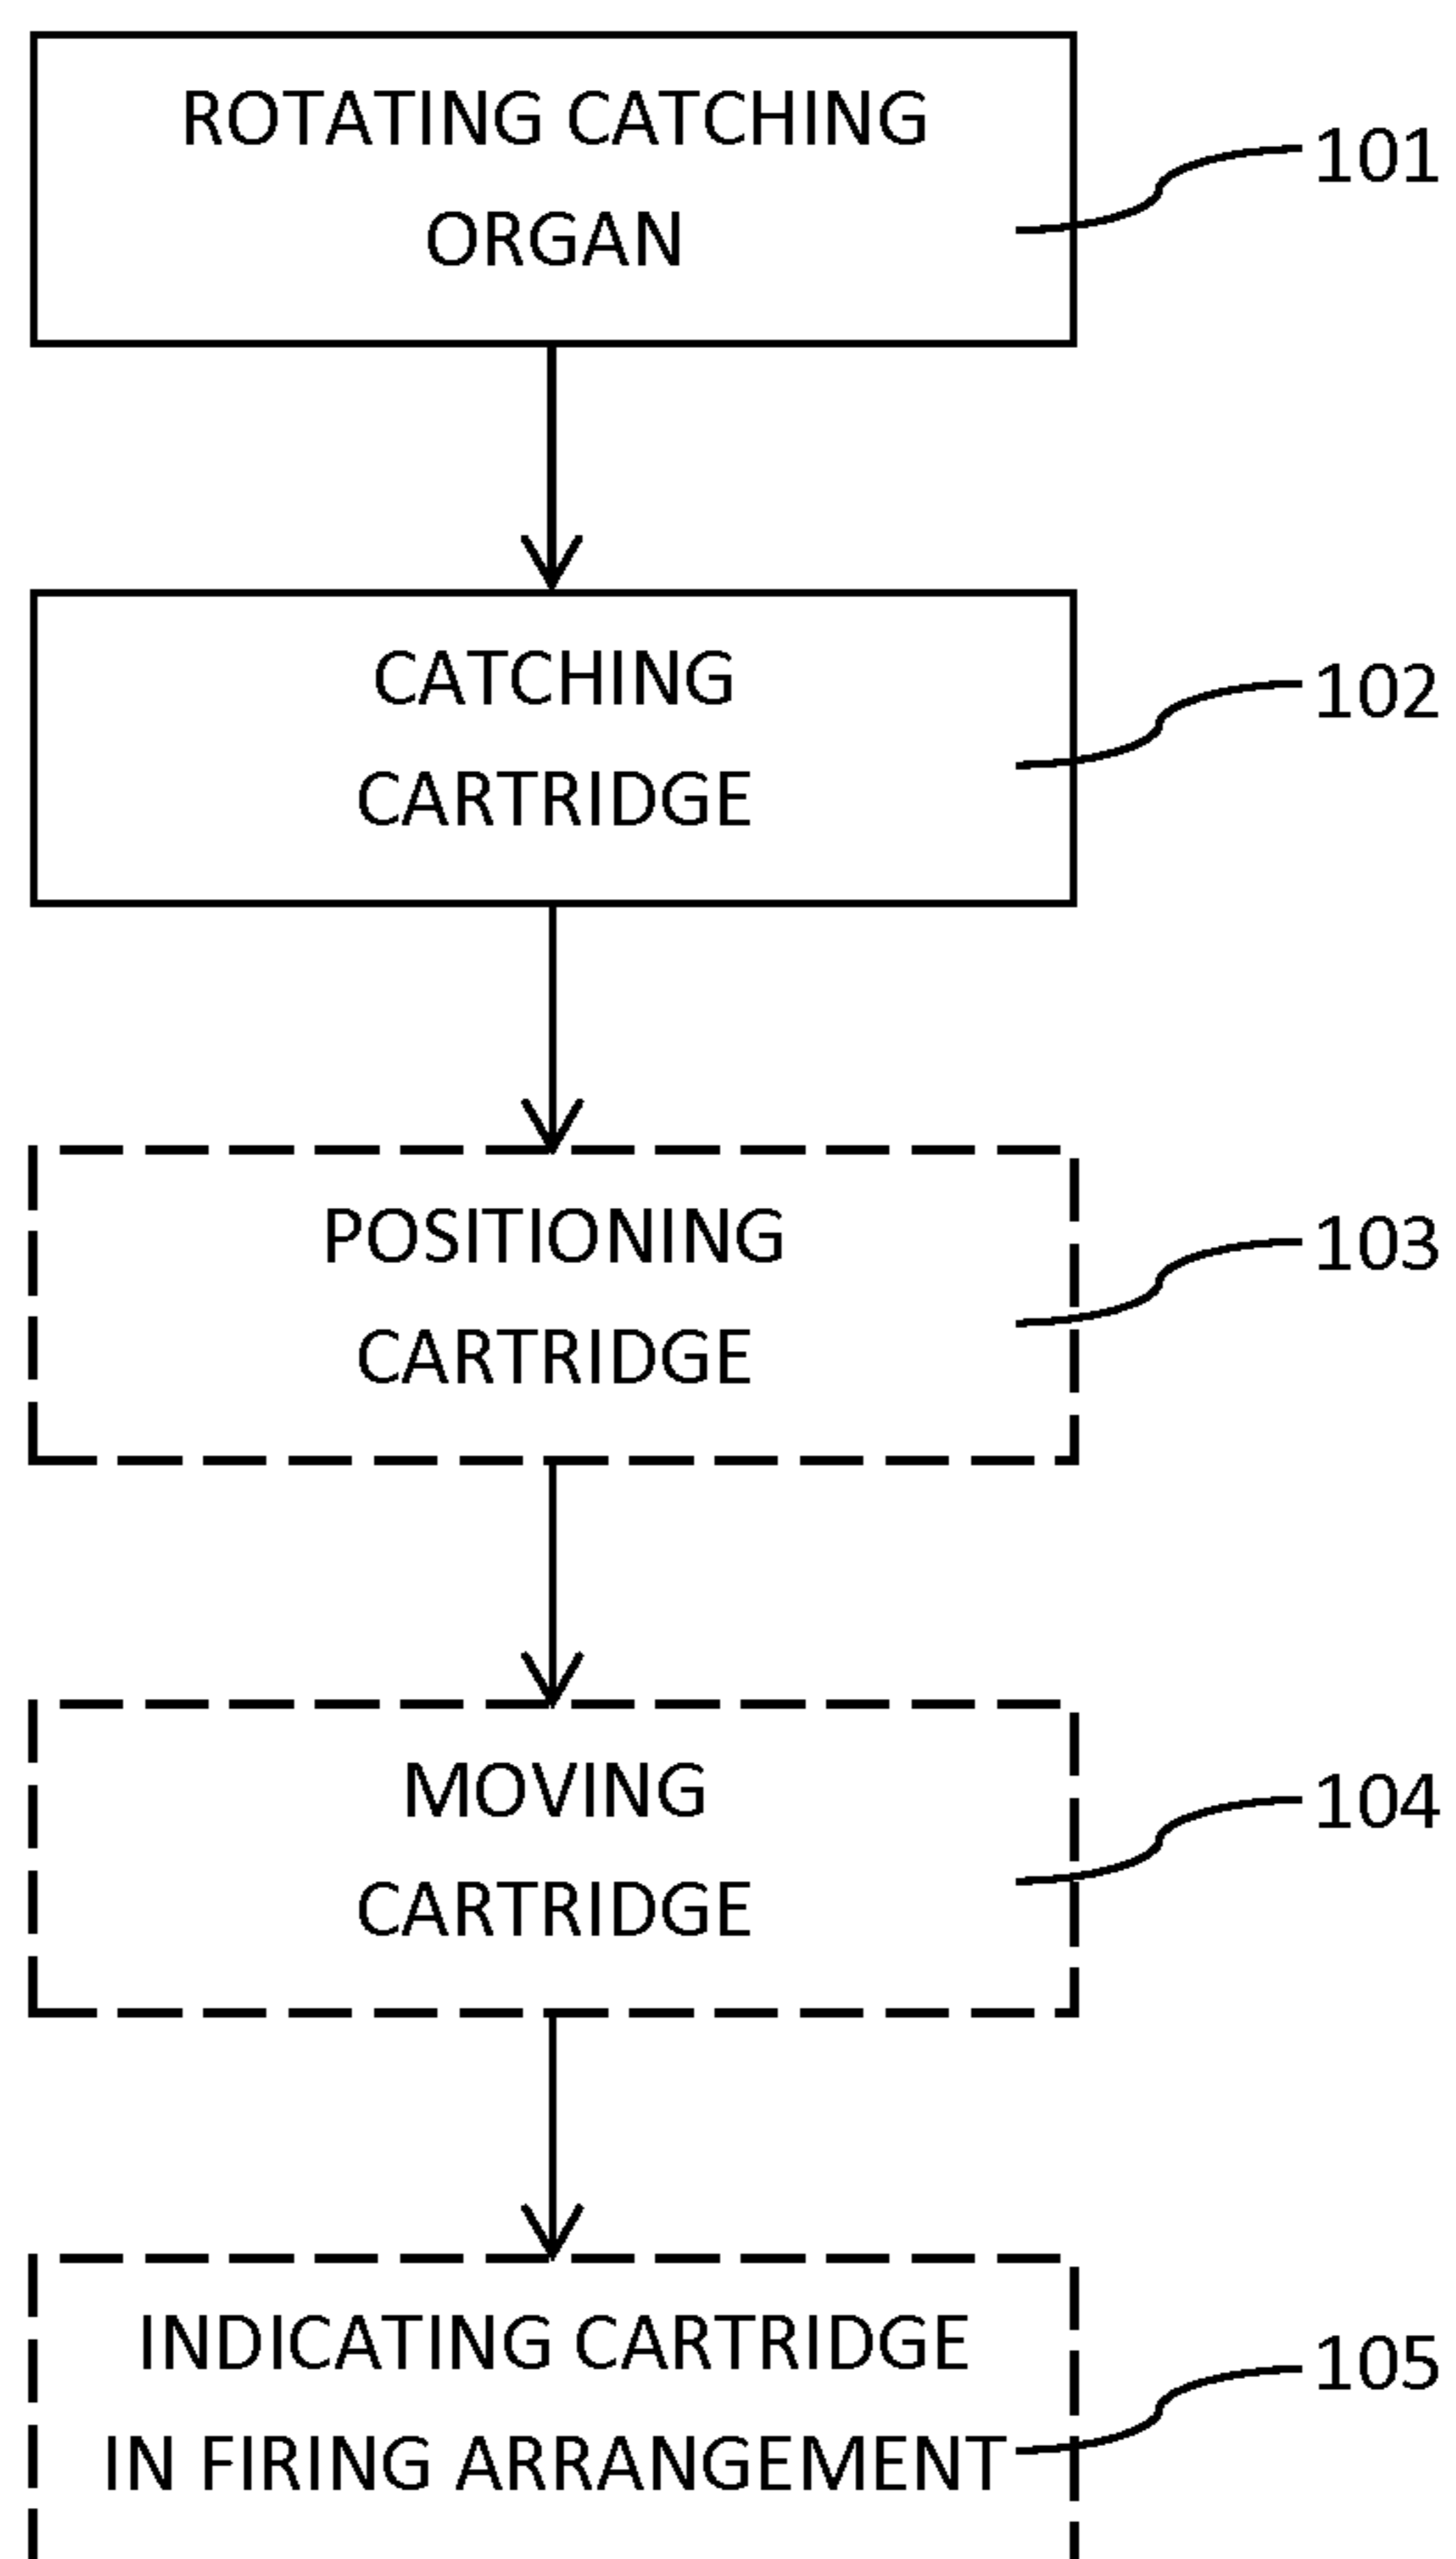 ROTATING CATCHING
ORGAN
101
CATCHING
CARTRIDGE
102
POSITIONING
CARTRIDGE
103
MOVING
CARTRIDGE
104
INDICATING CARTRIDGE
IN FIRING ARRANGEMENT
105